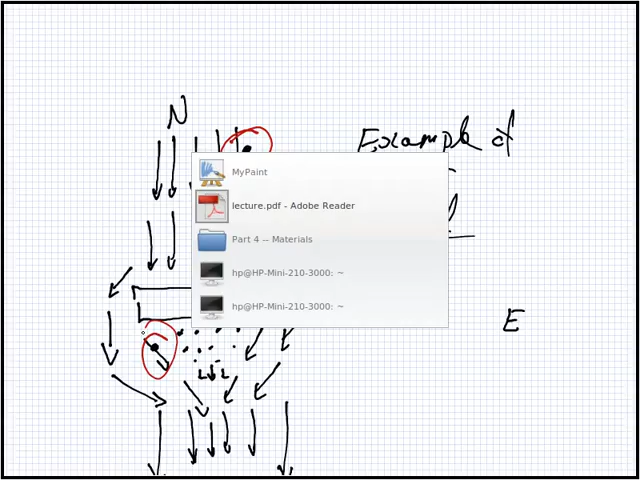 N
Example of
MyPaint
lecture.pdf - Adobe Reader
Part 4 -- Materials
hp@HP-Mini-210-3000: ~
hp@HP-Mini-210-3000: ~
E